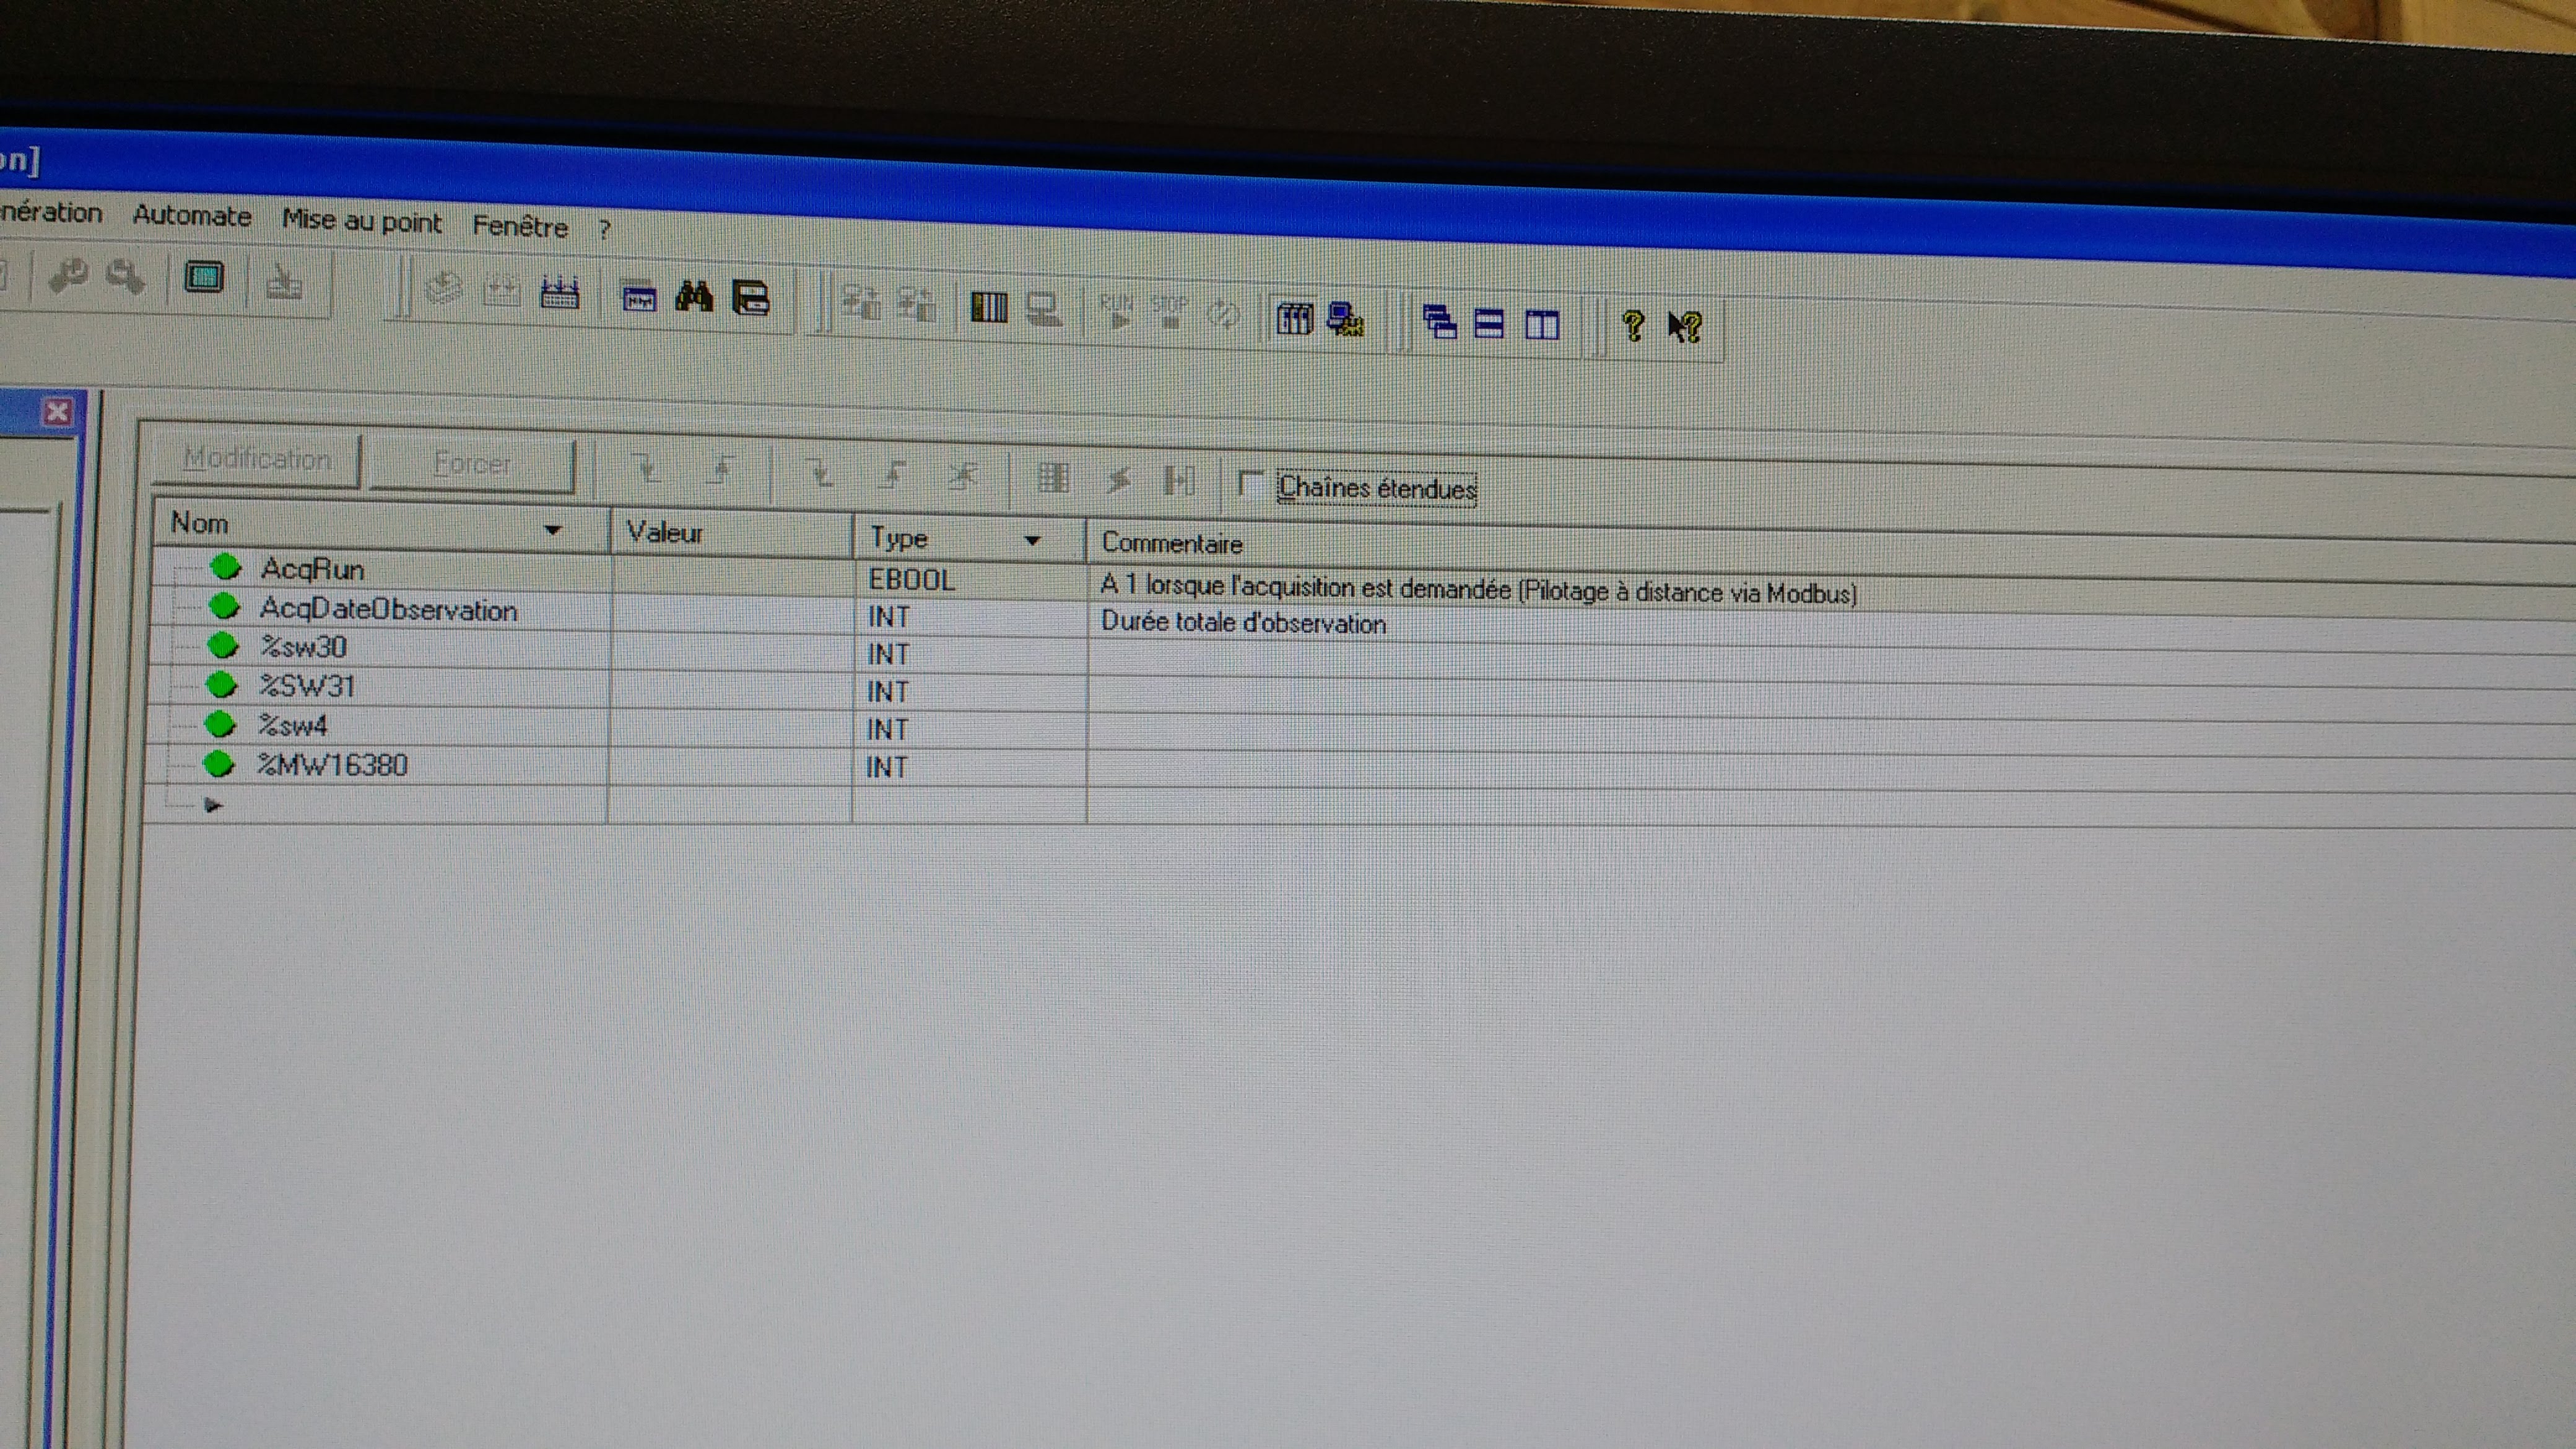 on]
nération Automate Mise au point Fenêtre ?
RUN STOP
Modification Forcer Chaînes étendues
Nom Valeur Type Commentaire
AcqRun EBOOL A 1 lorsque l'acquisition est demandée (Pilotage à distance via Modbus)
AcqDateObservation INT Durée totale d'observation
%sw30 INT
%SW31 INT
%sw4 INT
%MW16380 INT